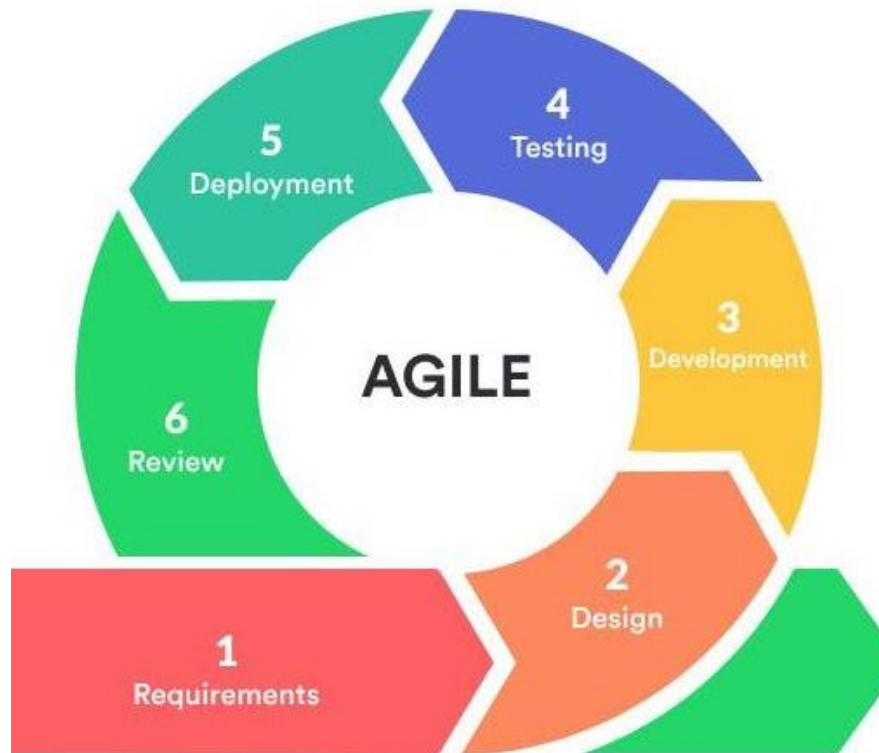 1
Requirements
2
Design
3
Development
4
Testing
5
Deployment
6
Review
AGILE